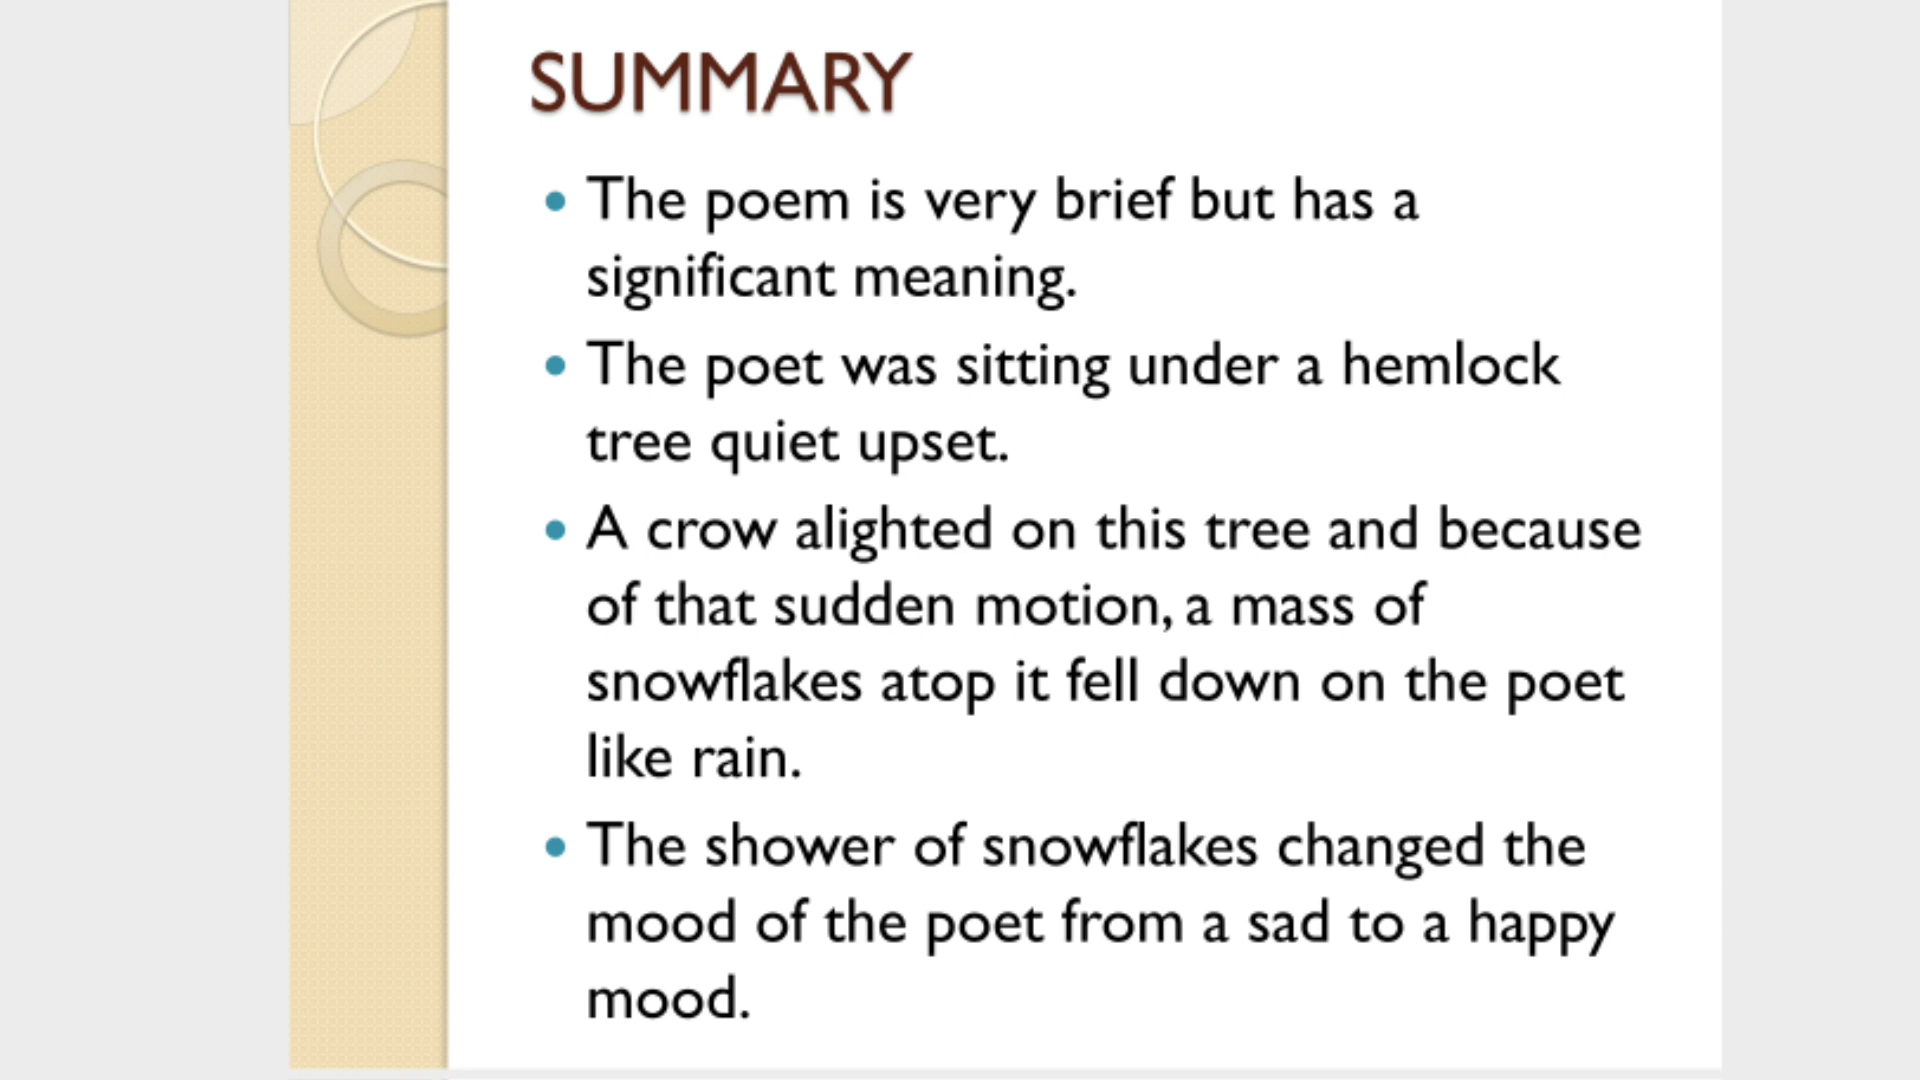 SUMMARY
• The poem is very brief but has a
significant meaning.
• The poet was sitting under a hemlock
tree quiet upset.
• A crow alighted on this tree and because
of that sudden motion, a mass of
snowflakes atop it fell down on the poet
like rain.
• The shower of snowflakes changed the
mood of the poet from a sad to a happy
mood.